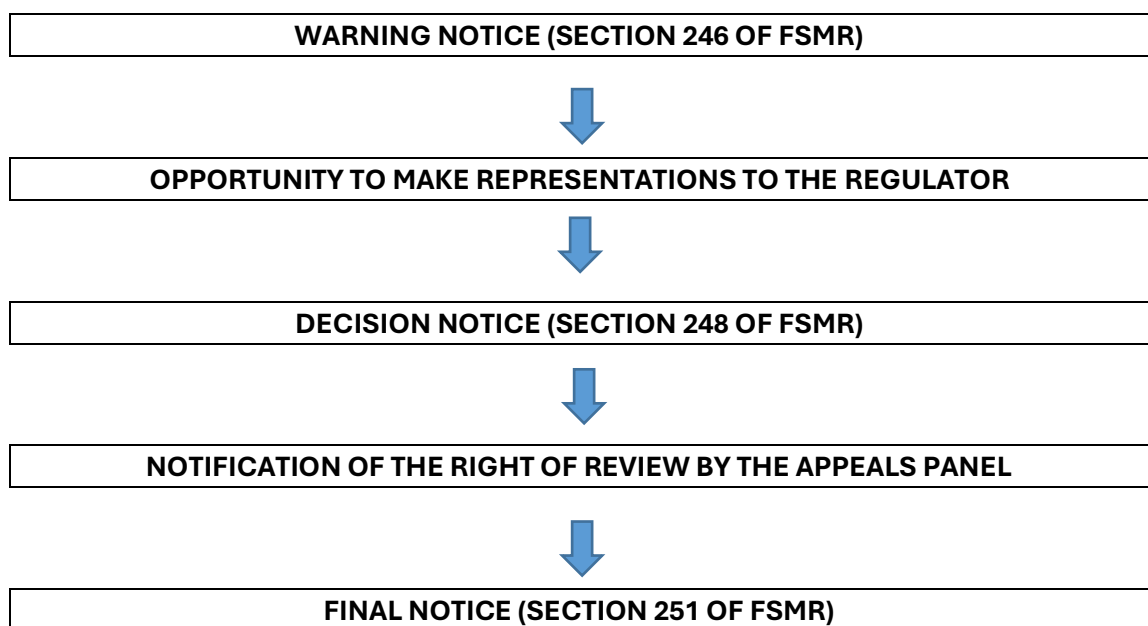 WARNING NOTICE (SECTION 246 OF FSMR)
OPPORTUNITY TO MAKE REPRESENTATIONS TO THE REGULATOR
DECISION NOTICE (SECTION 248 OF FSMR)
NOTIFICATION OF THE RIGHT OF REVIEW BY THE APPEALS PANEL
FINAL NOTICE (SECTION 251 OF FSMR)